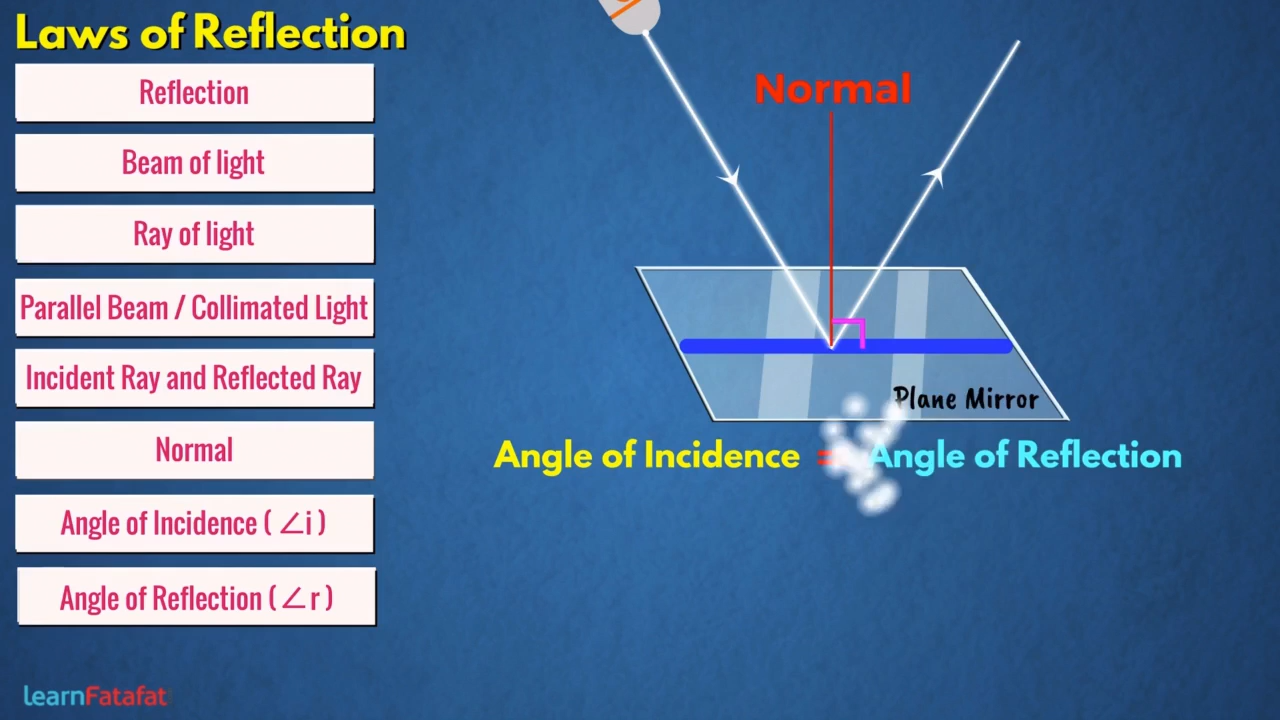 Laws of Reflection
Reflection
Beam of light
Ray of light
Parallel Beam / Collimated Light
Incident Ray and Reflected Ray
Normal
Angle of Incidence ( ∠i )
Angle of Reflection ( ∠r )
Normal
Plane Mirror
Angle of Incidence = Angle of Reflection
learnFatafat